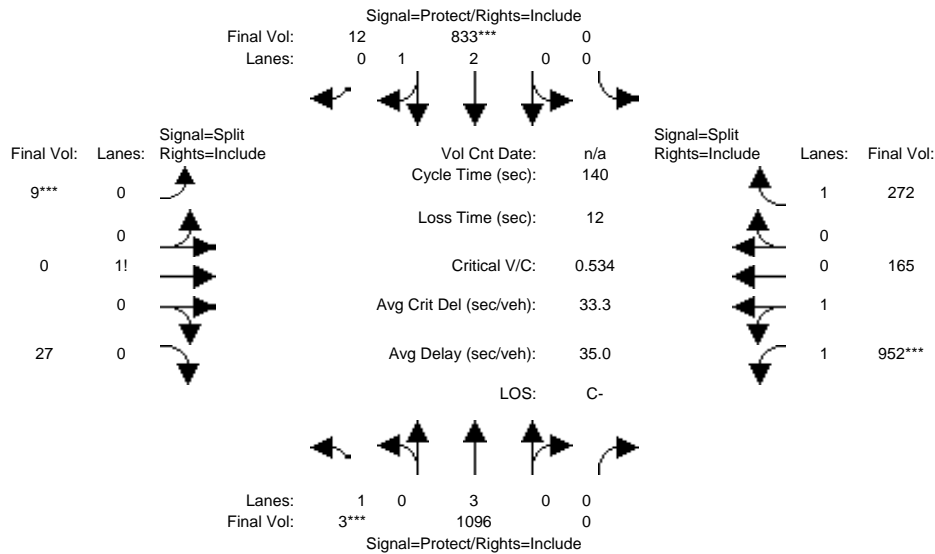 Signal=Protect/Rights=Include
Final Vol: 12 833*** 0
Lanes: 0 1 2 0 0
Signal=Split Signal=Split
Final Vol: Lanes: Rights=Include Vol Cnt Date: n/a Rights=Include Lanes: Final Vol:
Cycle Time (sec): 140
9*** 0 1 272
Loss Time (sec): 12
0 0
0 1! Critical V/C: 0.534 0 165
0 Avg Crit Del (sec/veh): 33.3 1
27 0 Avg Delay (sec/veh): 35.0 1 952***
LOS: C-
Lanes: 1 0 3 0 0
Final Vol: 3*** 1096 0
Signal=Protect/Rights=Include